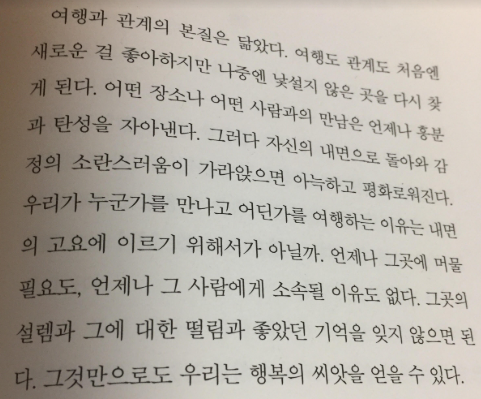 여행과 관계의 본질은 닮았다. 여행도 관계도 처음엔
새로운 걸 좋아하지만 나중엔 낯설지 않은 곳을 다시 찾
게 된다. 어떤 장소나 어떤 사람과의 만남은 언제나 흥분
과 탄성을 자아낸다. 그러다 자신의 내면으로 돌아와 감
정의 소란스러움이 가라앉으면 아늑하고 평화로워진다.
우리가 누군가를 만나고 어딘가를 여행하는 이유는 내면
의 고요에 이르기 위해서가 아닐까. 언제나 그곳에 머물
필요도, 언제나 그 사람에게 소속될 이유도 없다. 그곳의
설렘과 그에 대한 떨림과 좋았던 기억을 잊지 않으면 된
다. 그것만으로도 우리는 행복의 씨앗을 얻을 수 있다.